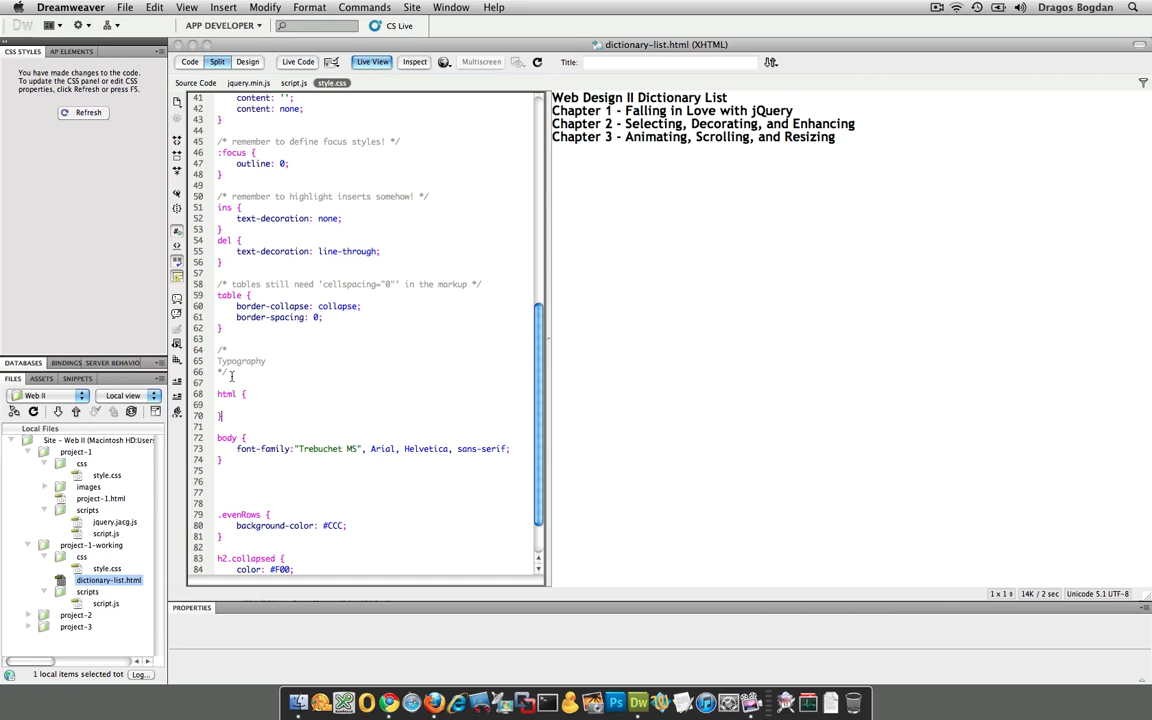 Dreamweaver File Edit View Insert Modify Format Commands Site Window Help Dragos Bogdan
Dw APP DEVELOPER CS Live
CSS STYLES AP ELEMENTS
dictionary-list.html (XHTML)
Code Split Design Live Code Live View Inspect Multiscreen Title:
Source Code jquery.min.js script.js style.css
You have made changes to the code.
To update the CSS panel or edit CSS
properties, click Refresh or press F5.
Refresh
41 content: '';
42 content: none;
43 }
44
45 /* remember to define focus styles! */
46 :focus {
47 outline: 0;
48 }
49
50 /* remember to highlight inserts somehow! */
51 ins {
52 text-decoration: none;
53 }
54 del {
55 text-decoration: line-through;
56 }
57
58 /* tables still need 'cellspacing="0"' in the markup */
59 table {
60 border-collapse: collapse;
61 border-spacing: 0;
62 }
63
64 /*
65 Typography
66 */
67
68 html {
69
70 }
71
72 body {
73 font-family:"Trebuchet MS", Arial, Helvetica, sans-serif;
74 }
75
76
77
78
79 .evenRows {
80 background-color: #CCC;
81 }
82
83 h2.collapsed {
84 color: #F00;
Web Design II Dictionary List
Chapter 1 - Falling in Love with jQuery
Chapter 2 - Selecting, Decorating, and Enhancing
Chapter 3 - Animating, Scrolling, and Resizing
DATABASES BINDINGS SERVER BEHAVIO
FILES ASSETS SNIPPETS
Web II Local view
Local Files
Site - Web II (Macintosh HD:Users
project-1
css
style.css
images
project-1.html
scripts
jquery.jacg.js
script.js
project-1-working
css
style.css
dictionary-list.html
scripts
script.js
project-2
project-3
1 local items selected tot Log...
1 x 1 14K / 2 sec Unicode 5.1 UTF-8
PROPERTIES
Ps Dw